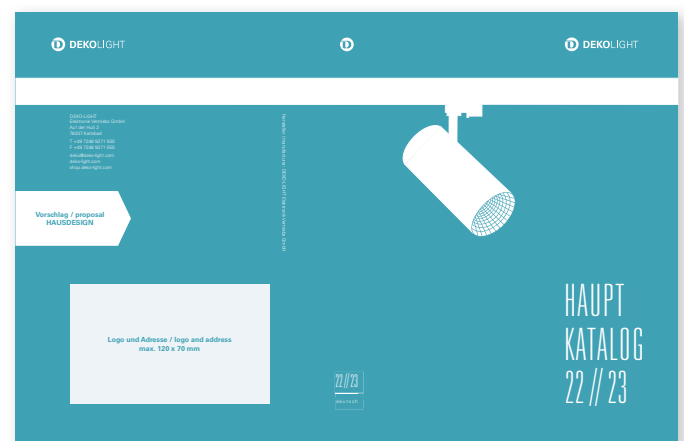 DEKOLIGHT
DEKOLIGHT
DEKO-LIGHT
Elektronik-Vertriebs GmbH
Auf der Hub 2
76307 Karlsbad
deko@deko-light.com
deko-light.com
shop.deko-light.com
Vorschlag / proposal
HAUSDESIGN
Logo und Adresse / logo and address
max. 120 x 70 mm
22 // 23
HAUPT
KATALOG
22 // 23